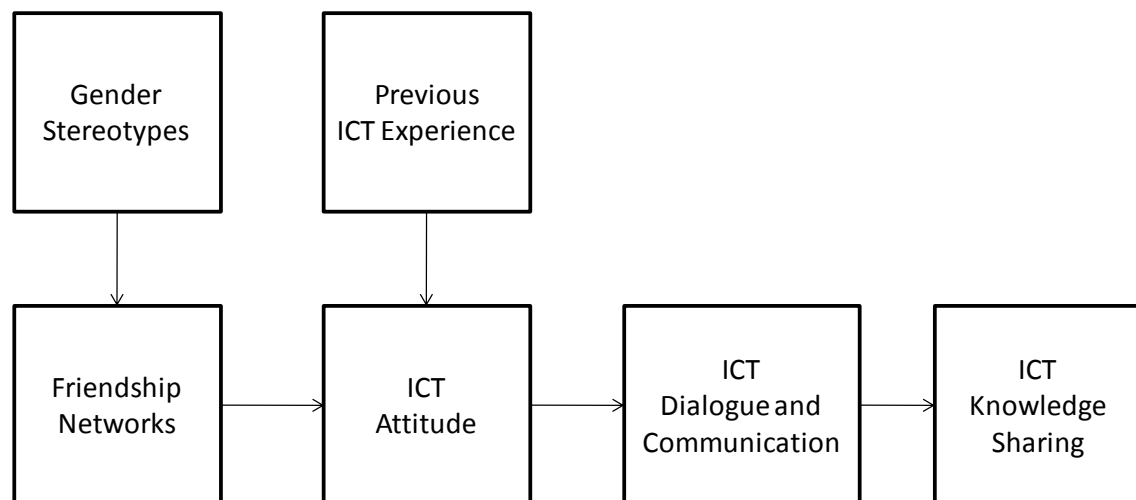 Gender
Stereotypes
Previous
ICT Experience
Friendship
Networks
ICT
Attitude
ICT
Dialogue and
Communication
ICT
Knowledge
Sharing